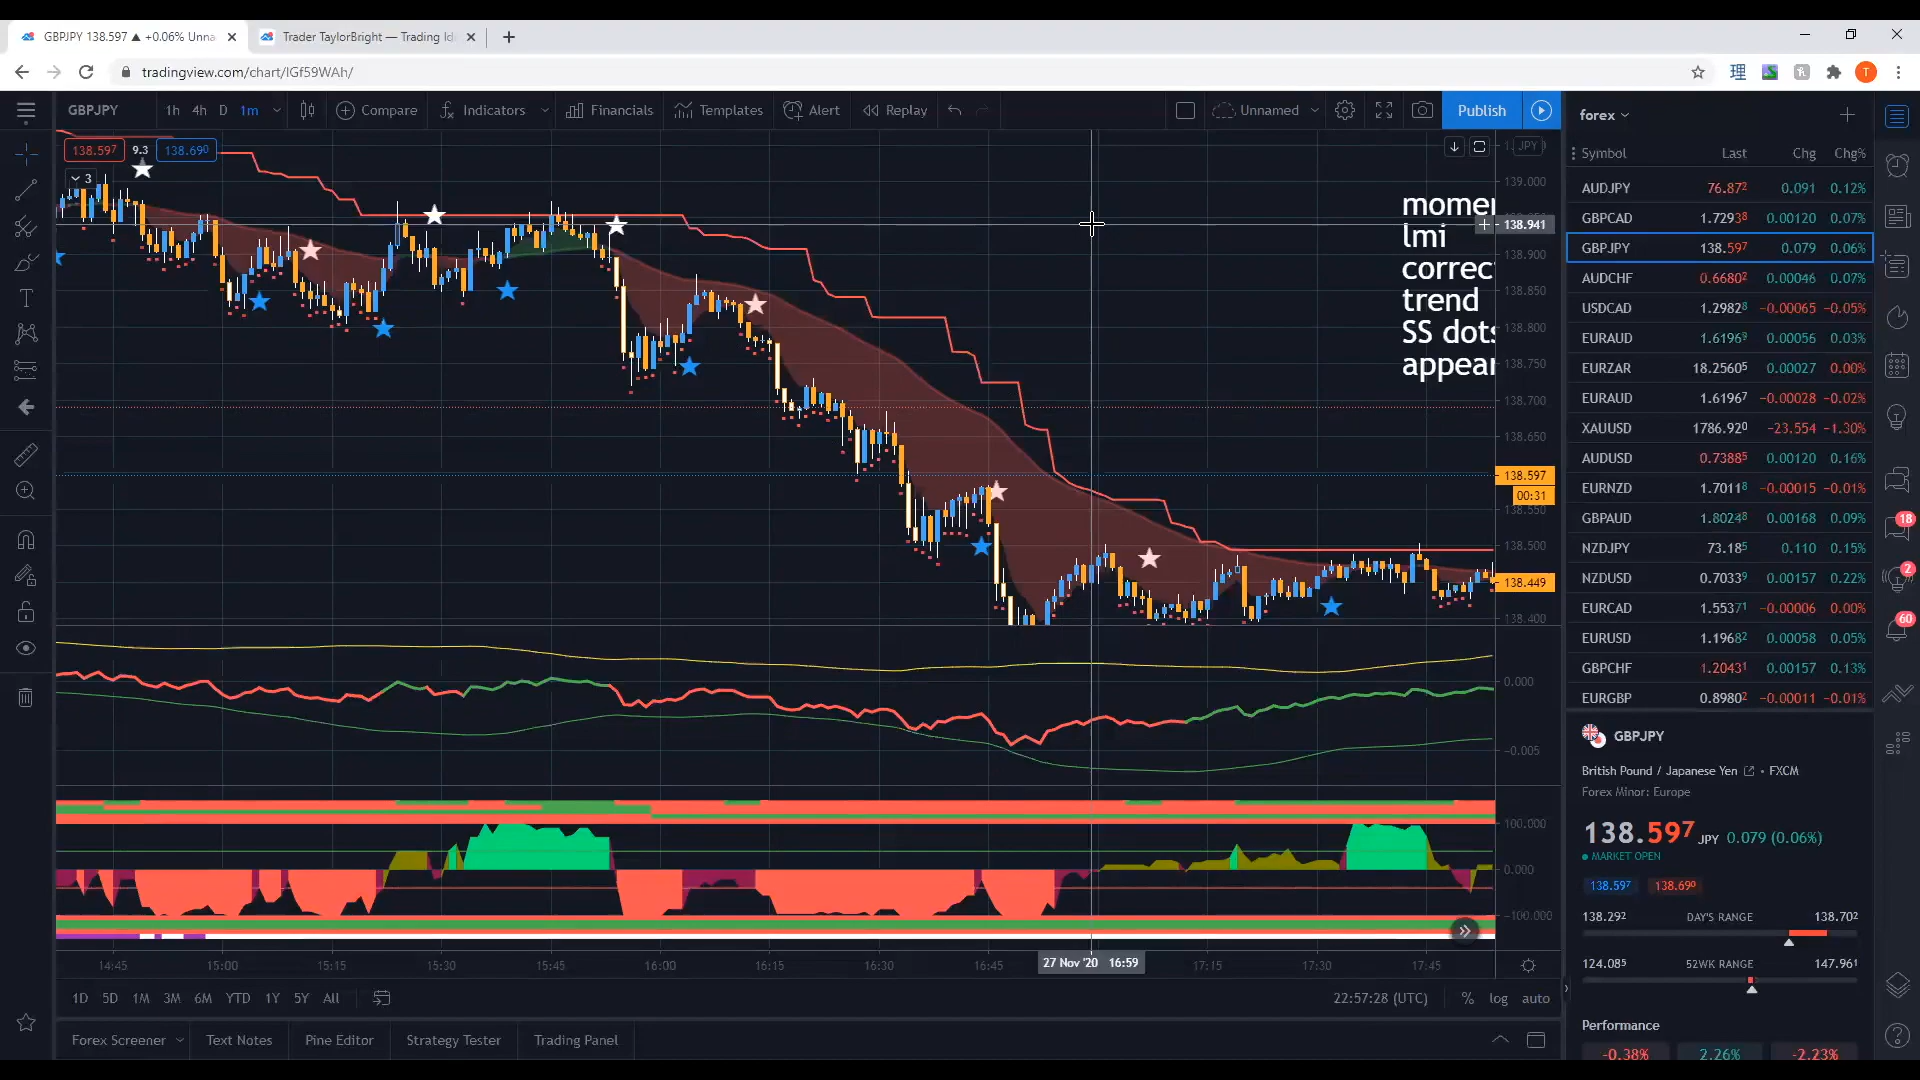 GBPJPY 138.597 ▲ +0.06% Unna
Trader TaylorBright — Trading Id
tradingview.com/chart/IGf59WAh/
T
GBPJPY
1h 4h D 1m
Compare
Indicators
Financials
Templates
Alert
Replay
Unnamed
Publish
138.597 9.3 138.690
3
JPY
139.000
138.941
138.900
138.850
138.800
138.750
138.700
138.650
138.597
00:31
138.550
138.500
138.449
138.400
momen
lmi
correc
trend
SS dots
appear
0.000
-0.005
100.000
0.000
-100.000
14:45 15:00 15:15 15:30 15:45 16:00 16:15 16:30 16:45 27 Nov '20 16:59 17:15 17:30 17:45
1D 5D 1M 3M 6M YTD 1Y 5Y All
22:57:28 (UTC) % log auto
Forex Screener Text Notes Pine Editor Strategy Tester Trading Panel
forex
Symbol Last Chg Chg%
AUDJPY 76.872 0.091 0.12%
GBPCAD 1.72938 0.00120 0.07%
GBPJPY 138.597 0.079 0.06%
AUDCHF 0.66802 0.00046 0.07%
USDCAD 1.29828 −0.00065 −0.05%
EURAUD 1.61969 0.00056 0.03%
EURZAR 18.25605 0.00027 0.00%
EURAUD 1.61967 −0.00028 −0.02%
XAUUSD 1786.920 −23.554 −1.30%
AUDUSD 0.73885 0.00120 0.16%
EURNZD 1.70118 −0.00015 −0.01%
GBPAUD 1.80248 0.00168 0.09%
NZDJPY 73.185 0.110 0.15%
NZDUSD 0.70339 0.00157 0.22%
EURCAD 1.55371 −0.00006 0.00%
EURUSD 1.19682 0.00058 0.05%
GBPCHF 1.20431 0.00157 0.13%
EURGBP 0.89802 −0.00011 −0.01%
GBPJPY
British Pound / Japanese Yen • FXCM
Forex Minor: Europe
138.597 JPY 0.079 (0.06%)
MARKET OPEN
138.597 138.690
138.292 DAY'S RANGE 138.702
124.085 52WK RANGE 147.961
Performance
-0.38% 2.26% -2.23%
18
2
60